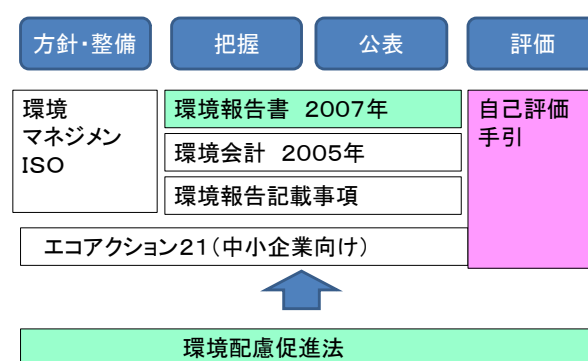 方針・整備
把握
公表
評価
環境
マネジメン
ISO
環境報告書 2007年
環境会計 2005年
環境報告記載事項
自己評価
手引
エコアクション21(中小企業向け)
環境配慮促進法